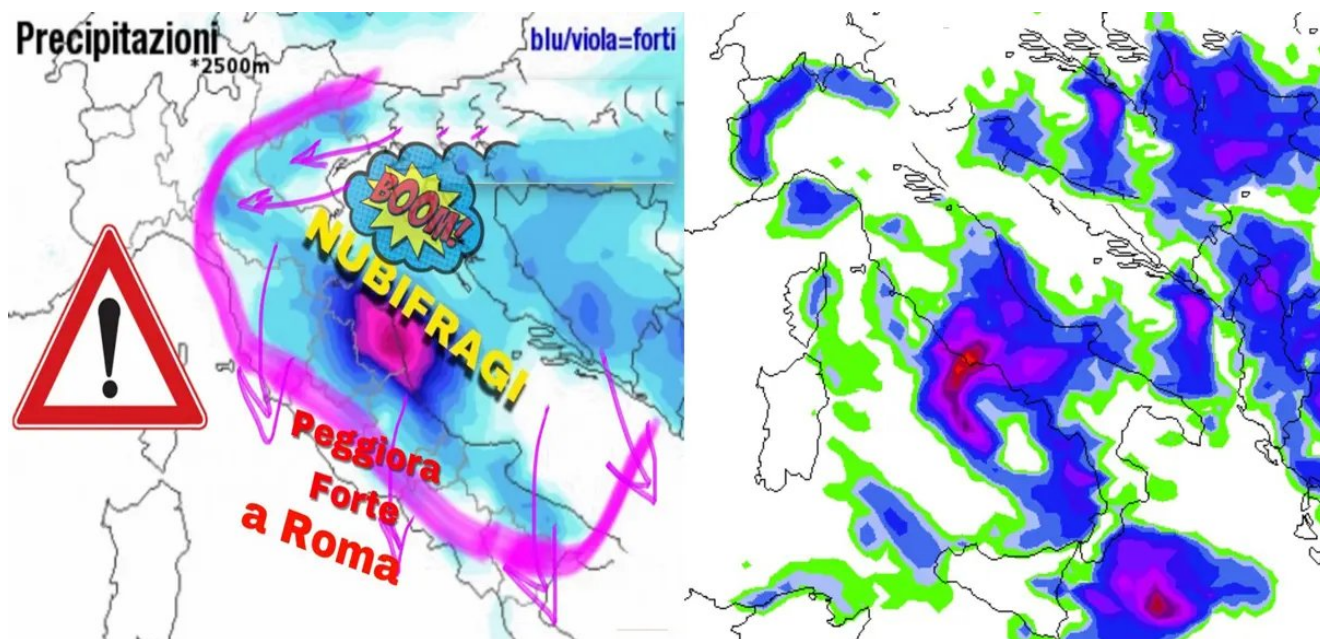 Precipitazioni
*2500m
blu/viola=forti
BOOM!
NUBIFRAGI
Peggiora
Forte
a Roma